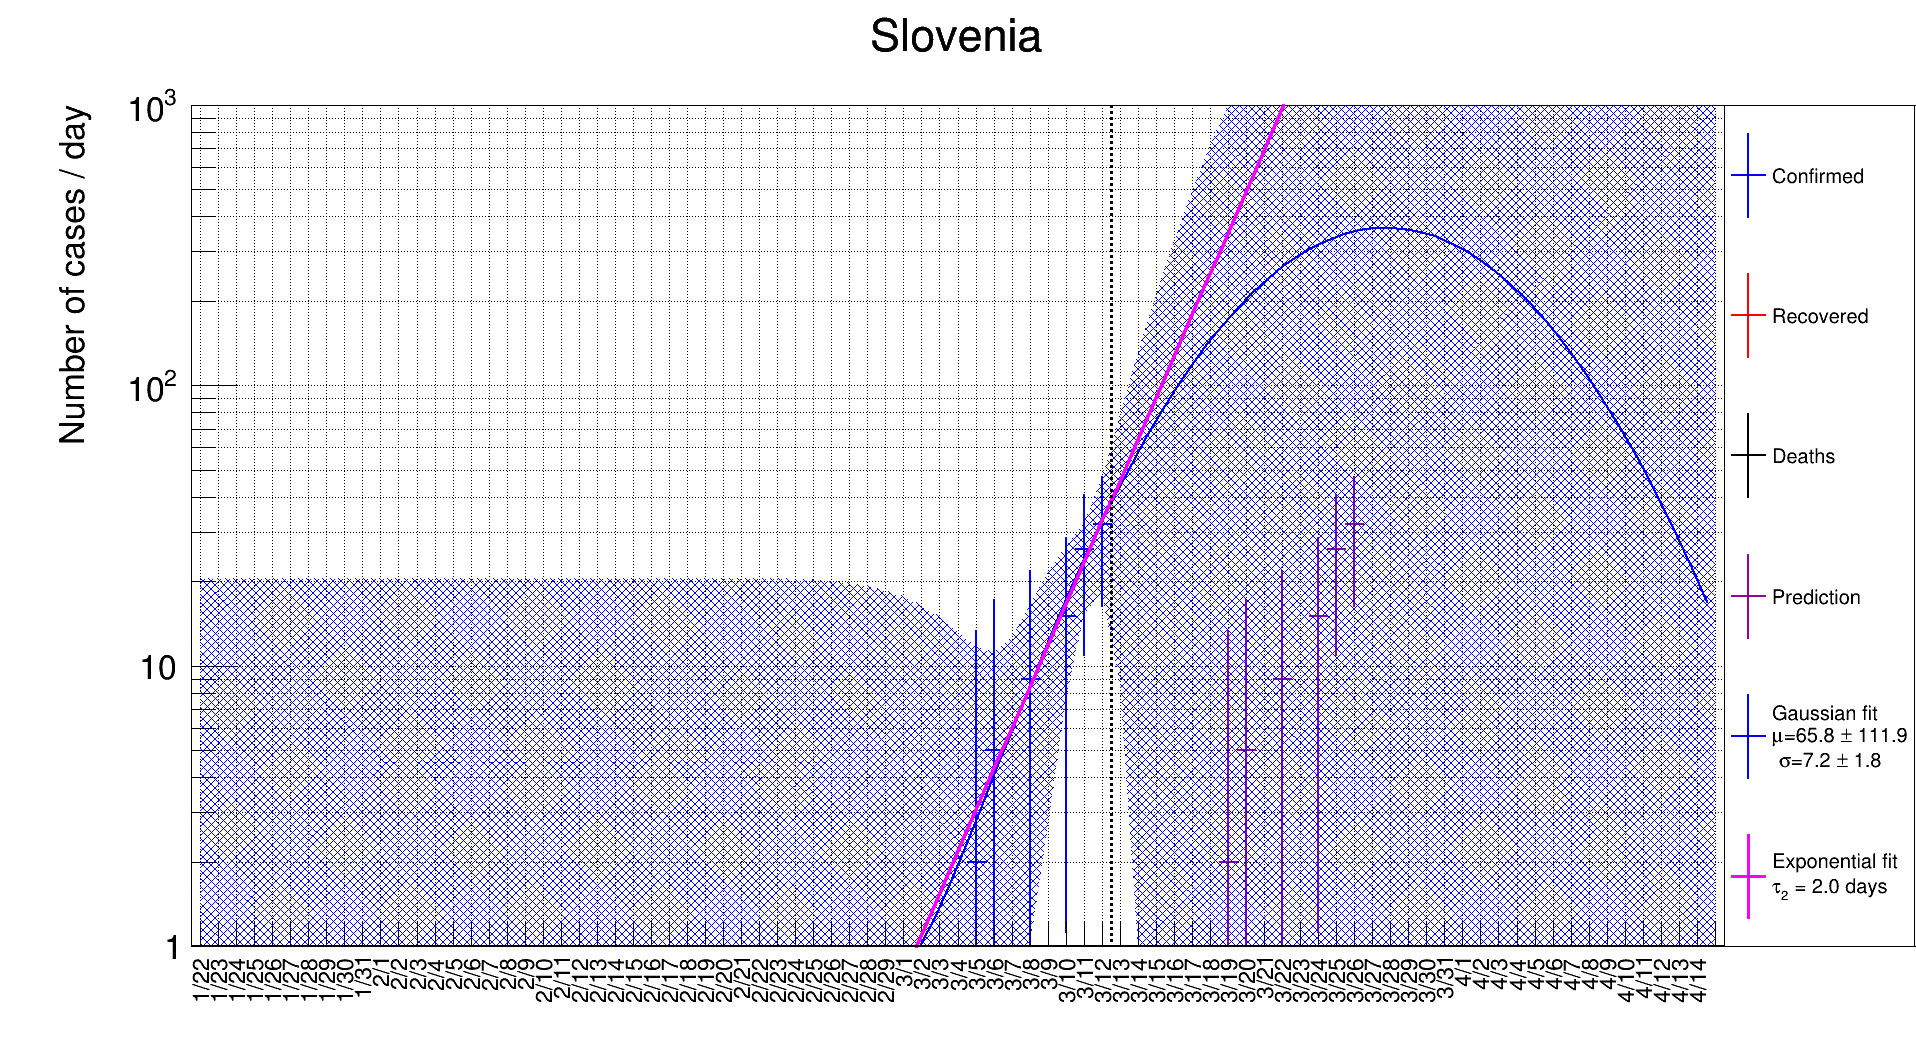 Slovenia
Number of cases / day
10³
10²
10
1
1/22 1/23 1/24 1/25 1/26 1/27 1/28 1/29 1/30 1/31 2/1 2/2 2/3 2/4 2/5 2/6 2/7 2/8 2/9 2/10 2/11 2/12 2/13 2/14 2/15 2/16 2/17 2/18 2/19 2/20 2/21 2/22 2/23 2/24 2/25 2/26 2/27 2/28 2/29 3/1 3/2 3/3 3/4 3/5 3/6 3/7 3/8 3/9 3/10 3/11 3/12 3/13 3/14 3/15 3/16 3/17 3/18 3/19 3/20 3/21 3/22 3/23 3/24 3/25 3/26 3/27 3/28 3/29 3/30 3/31 4/1 4/2 4/3 4/4 4/5 4/6 4/7 4/8 4/9 4/10 4/11 4/12 4/13 4/14
Confirmed
Recovered
Deaths
Prediction
Gaussian fit
μ=65.8 ± 111.9
σ=7.2 ± 1.8
Exponential fit
τ₂ = 2.0 days